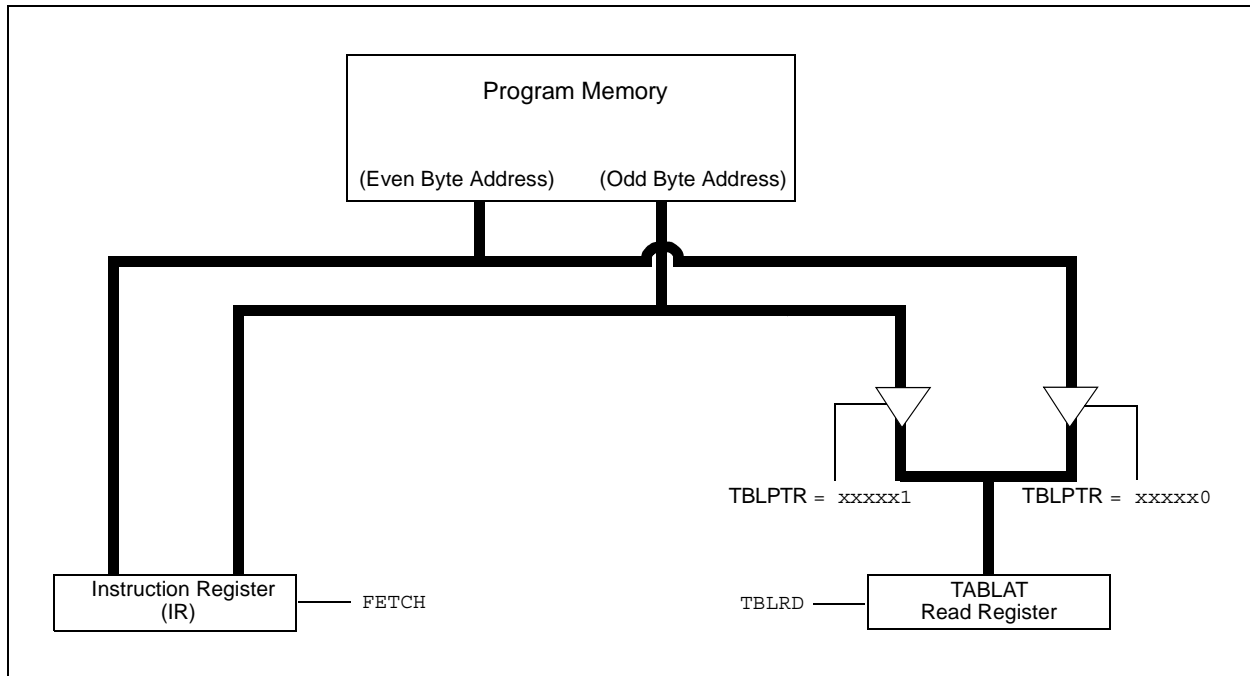 Program Memory
(Even Byte Address) (Odd Byte Address)
TBLPTR = xxxxx1 TBLPTR = xxxxx0
Instruction Register
(IR)
FETCH
TBLRD
TABLAT
Read Register